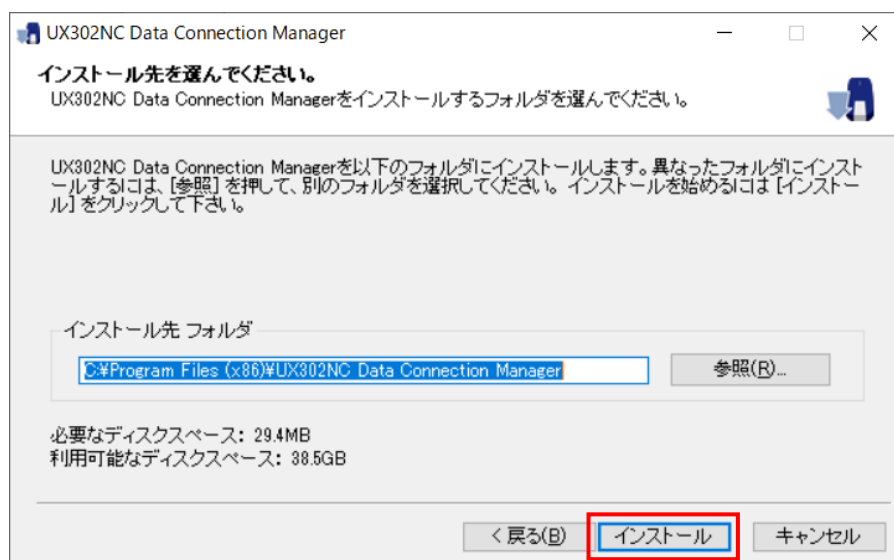 UX302NC Data Connection Manager
インストール先を選んでください。
UX302NC Data Connection Managerをインストールするフォルダを選んでください。
UX302NC Data Connection Managerを以下のフォルダにインストールします。異なったフォルダにインスト
ールするには、[参照] を押して、別のフォルダを選択してください。インストールを始めるには [インストー
ル] をクリックして下さい。
インストール先 フォルダ
C:¥Program Files (x86)¥UX302NC Data Connection Manager
参照(R)...
必要なディスクスペース: 29.4MB
利用可能なディスクスペース: 38.5GB
< 戻る(B)
インストール
キャンセル